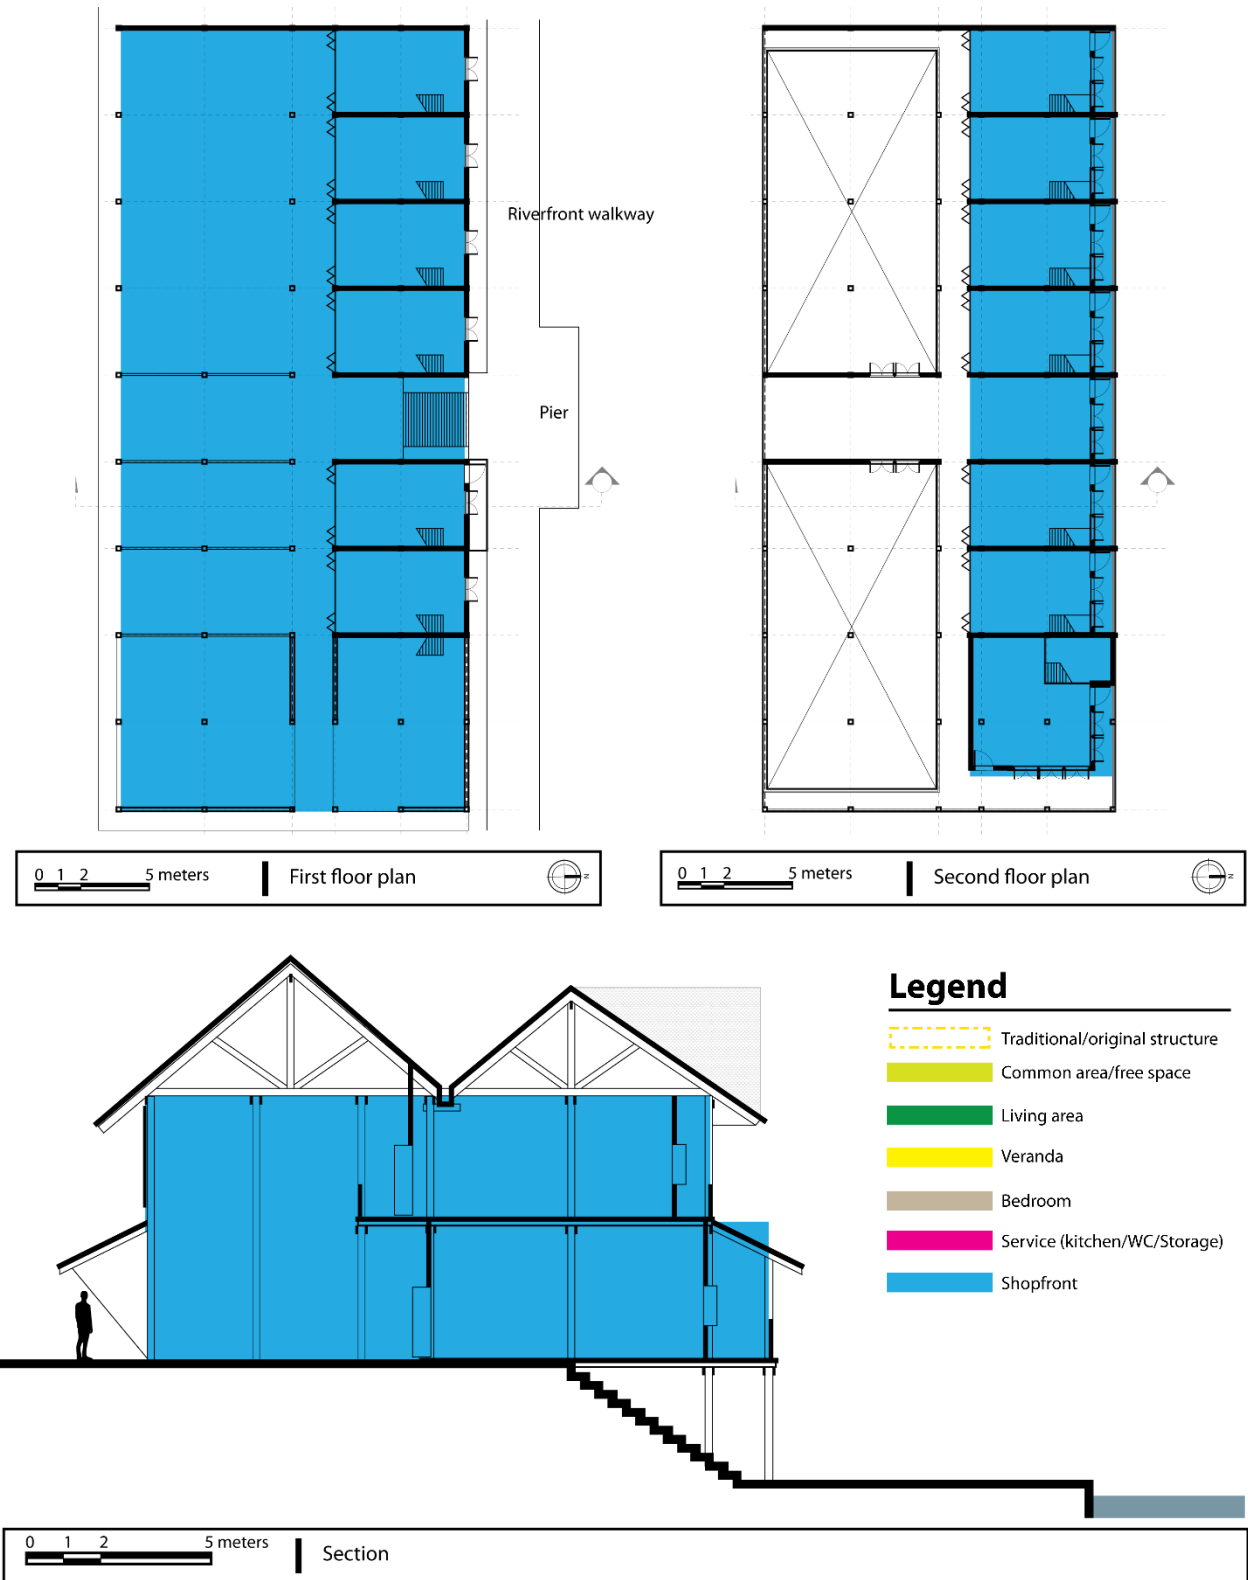 Riverfront walkway
Pier
0 1 2 5 meters
First floor plan
N
0 1 2 5 meters
Second floor plan
N
Legend
Traditional/original structure
Common area/free space
Living area
Veranda
Bedroom
Service (kitchen/WC/Storage)
Shopfront
0 1 2 5 meters
Section